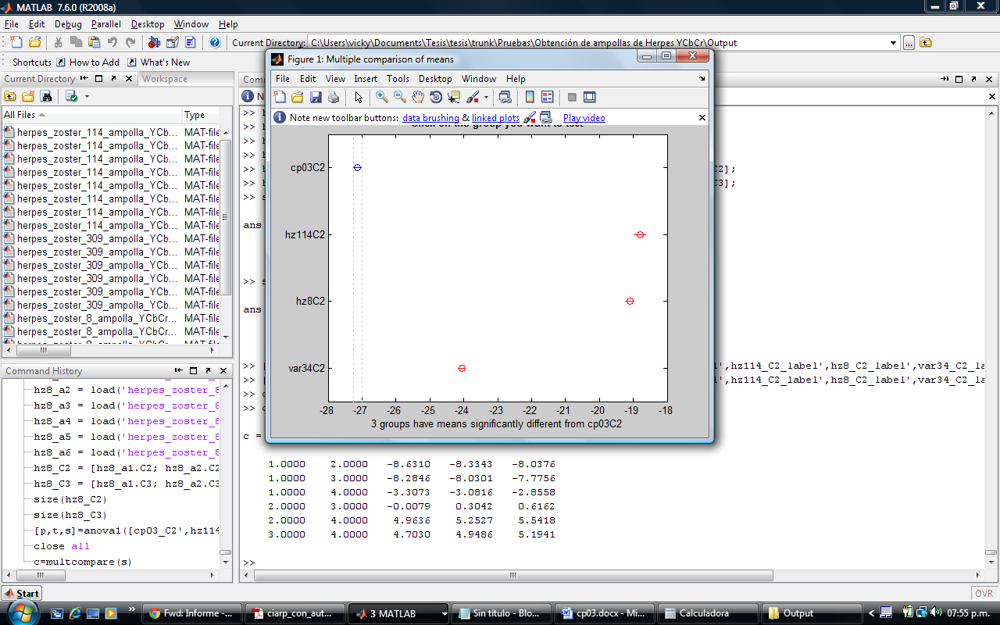 MATLAB 7.6.0 (R2008a)
File Edit Debug Parallel Desktop Window Help
Current Directory: C:\Users\vicky\Documents\Tesis\tesis\trunk\Pruebas\Obtención de ampollas de Herpes YCbCr\Output
Shortcuts How to Add What's New
Current Directory Workspace
All Files Type
herpes_zoster_114_ampolla_YCb... MAT-file
herpes_zoster_114_ampolla_YCb... MAT-file
herpes_zoster_114_ampolla_YCb... MAT-file
herpes_zoster_114_ampolla_YCb... MAT-file
herpes_zoster_114_ampolla_YCb... MAT-file
herpes_zoster_114_ampolla_YCb... MAT-file
herpes_zoster_114_ampolla_YCb... MAT-file
herpes_zoster_114_ampolla_YCb... MAT-file
herpes_zoster_309_ampolla_YCb... MAT-file
herpes_zoster_309_ampolla_YCb... MAT-file
herpes_zoster_309_ampolla_YCb... MAT-file
herpes_zoster_309_ampolla_YCb... MAT-file
herpes_zoster_309_ampolla_YCb... MAT-file
herpes_zoster_309_ampolla_YCb... MAT-file
herpes_zoster_8_ampolla_YCbCr... MAT-file
herpes_zoster_8_ampolla_YCbCr... MAT-file
Command History
hz8_a2 = load('herpes_zoster_8
hz8_a3 = load('herpes_zoster_8
hz8_a4 = load('herpes_zoster_8
hz8_a5 = load('herpes_zoster_8
hz8_a6 = load('herpes_zoster_8
hz8_C2 = [hz8_a1.C2; hz8_a2.C2
hz8_C3 = [hz8_a1.C3; hz8_a2.C3
size(hz8_C2)
size(hz8_C3)
[p,t,s]=anova1([cp03_C2',hz114
close all
c=multcompare(s)
Figure 1: Multiple comparison of means
File Edit View Insert Tools Desktop Window Help
Note new toolbar buttons: data brushing & linked plots Play video
Click on the group you want to test
cp03C2
hz114C2
hz8C2
var34C2
-28 -27 -26 -25 -24 -23 -22 -21 -20 -19 -18
3 groups have means significantly different from cp03C2
>>
>>
>>
>>
>> C2];
>> C3];
>> s
ans
>> s
ans
>> [ l',hz114_C2_label',hz8_C2_label',var34_C2_la
>> [ l',hz114_C2_label',hz8_C2_label',var34_C2_la
>> c
>> c
c =
1.0000 2.0000 -8.6310 -8.3343 -8.0376
1.0000 3.0000 -8.2846 -8.0301 -7.7756
1.0000 4.0000 -3.3073 -3.0816 -2.8558
2.0000 3.0000 -0.0079 0.3042 0.6162
2.0000 4.0000 4.9636 5.2527 5.5418
3.0000 4.0000 4.7030 4.9486 5.1941
>>
Start OVR
Fwd: Informe -... ciarp_con_aut... 3 MATLAB Sin título - Blo... cp03.docx - Mi... Calculadora Output 07:55 p.m.